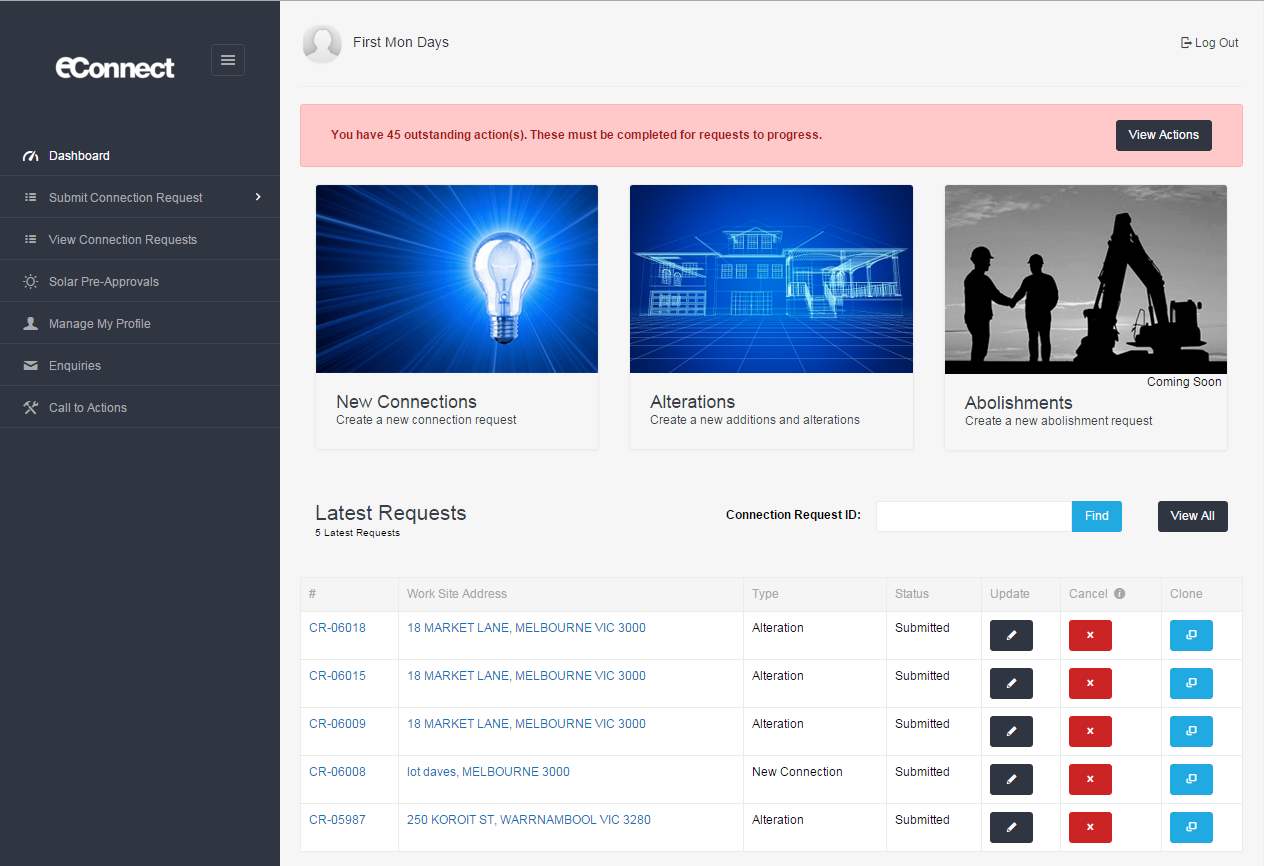 eConnect
First Mon Days
Log Out
You have 45 outstanding action(s). These must be completed for requests to progress.
View Actions
Dashboard
Submit Connection Request
View Connection Requests
Solar Pre-Approvals
Manage My Profile
Enquiries
Call to Actions
New Connections
Create a new connection request
Alterations
Create a new additions and alterations
Coming Soon
Abolishments
Create a new abolishment request
Latest Requests
5 Latest Requests
Connection Request ID:
Find
View All
# Work Site Address Type Status Update Cancel Clone
CR-06018 18 MARKET LANE, MELBOURNE VIC 3000 Alteration Submitted
CR-06015 18 MARKET LANE, MELBOURNE VIC 3000 Alteration Submitted
CR-06009 18 MARKET LANE, MELBOURNE VIC 3000 Alteration Submitted
CR-06008 lot daves, MELBOURNE 3000 New Connection Submitted
CR-05987 250 KOROIT ST, WARRNAMBOOL VIC 3280 Alteration Submitted